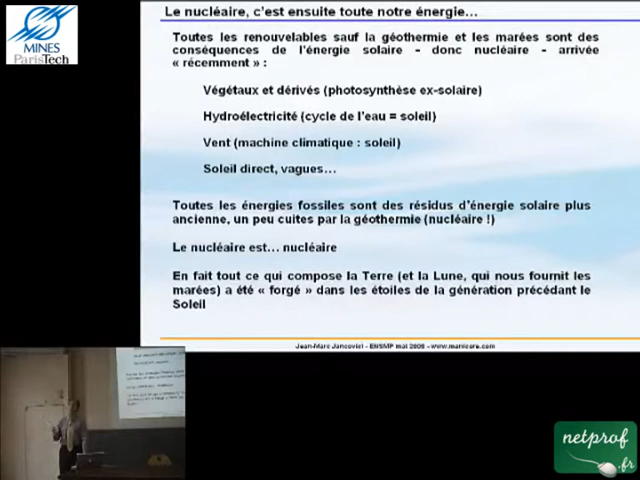 MINES
ParisTech
Le nucléaire, c'est ensuite toute notre énergie…
Toutes les renouvelables sauf la géothermie et les marées sont des
conséquences de l'énergie solaire - donc nucléaire - arrivée
« récemment » :
Végétaux et dérivés (photosynthèse ex-solaire)
Hydroélectricité (cycle de l'eau = soleil)
Vent (machine climatique : soleil)
Soleil direct, vagues…
Toutes les énergies fossiles sont des résidus d'énergie solaire plus
ancienne, un peu cuites par la géothermie (nucléaire !)
Le nucléaire est… nucléaire
En fait tout ce qui compose la Terre (et la Lune, qui nous fournit les
marées) a été « forgé » dans les étoiles de la génération précédant le
Soleil
Jean-Marc Jancovici - ENSMP mai 2008 - www.manicore.com
netprof
.fr